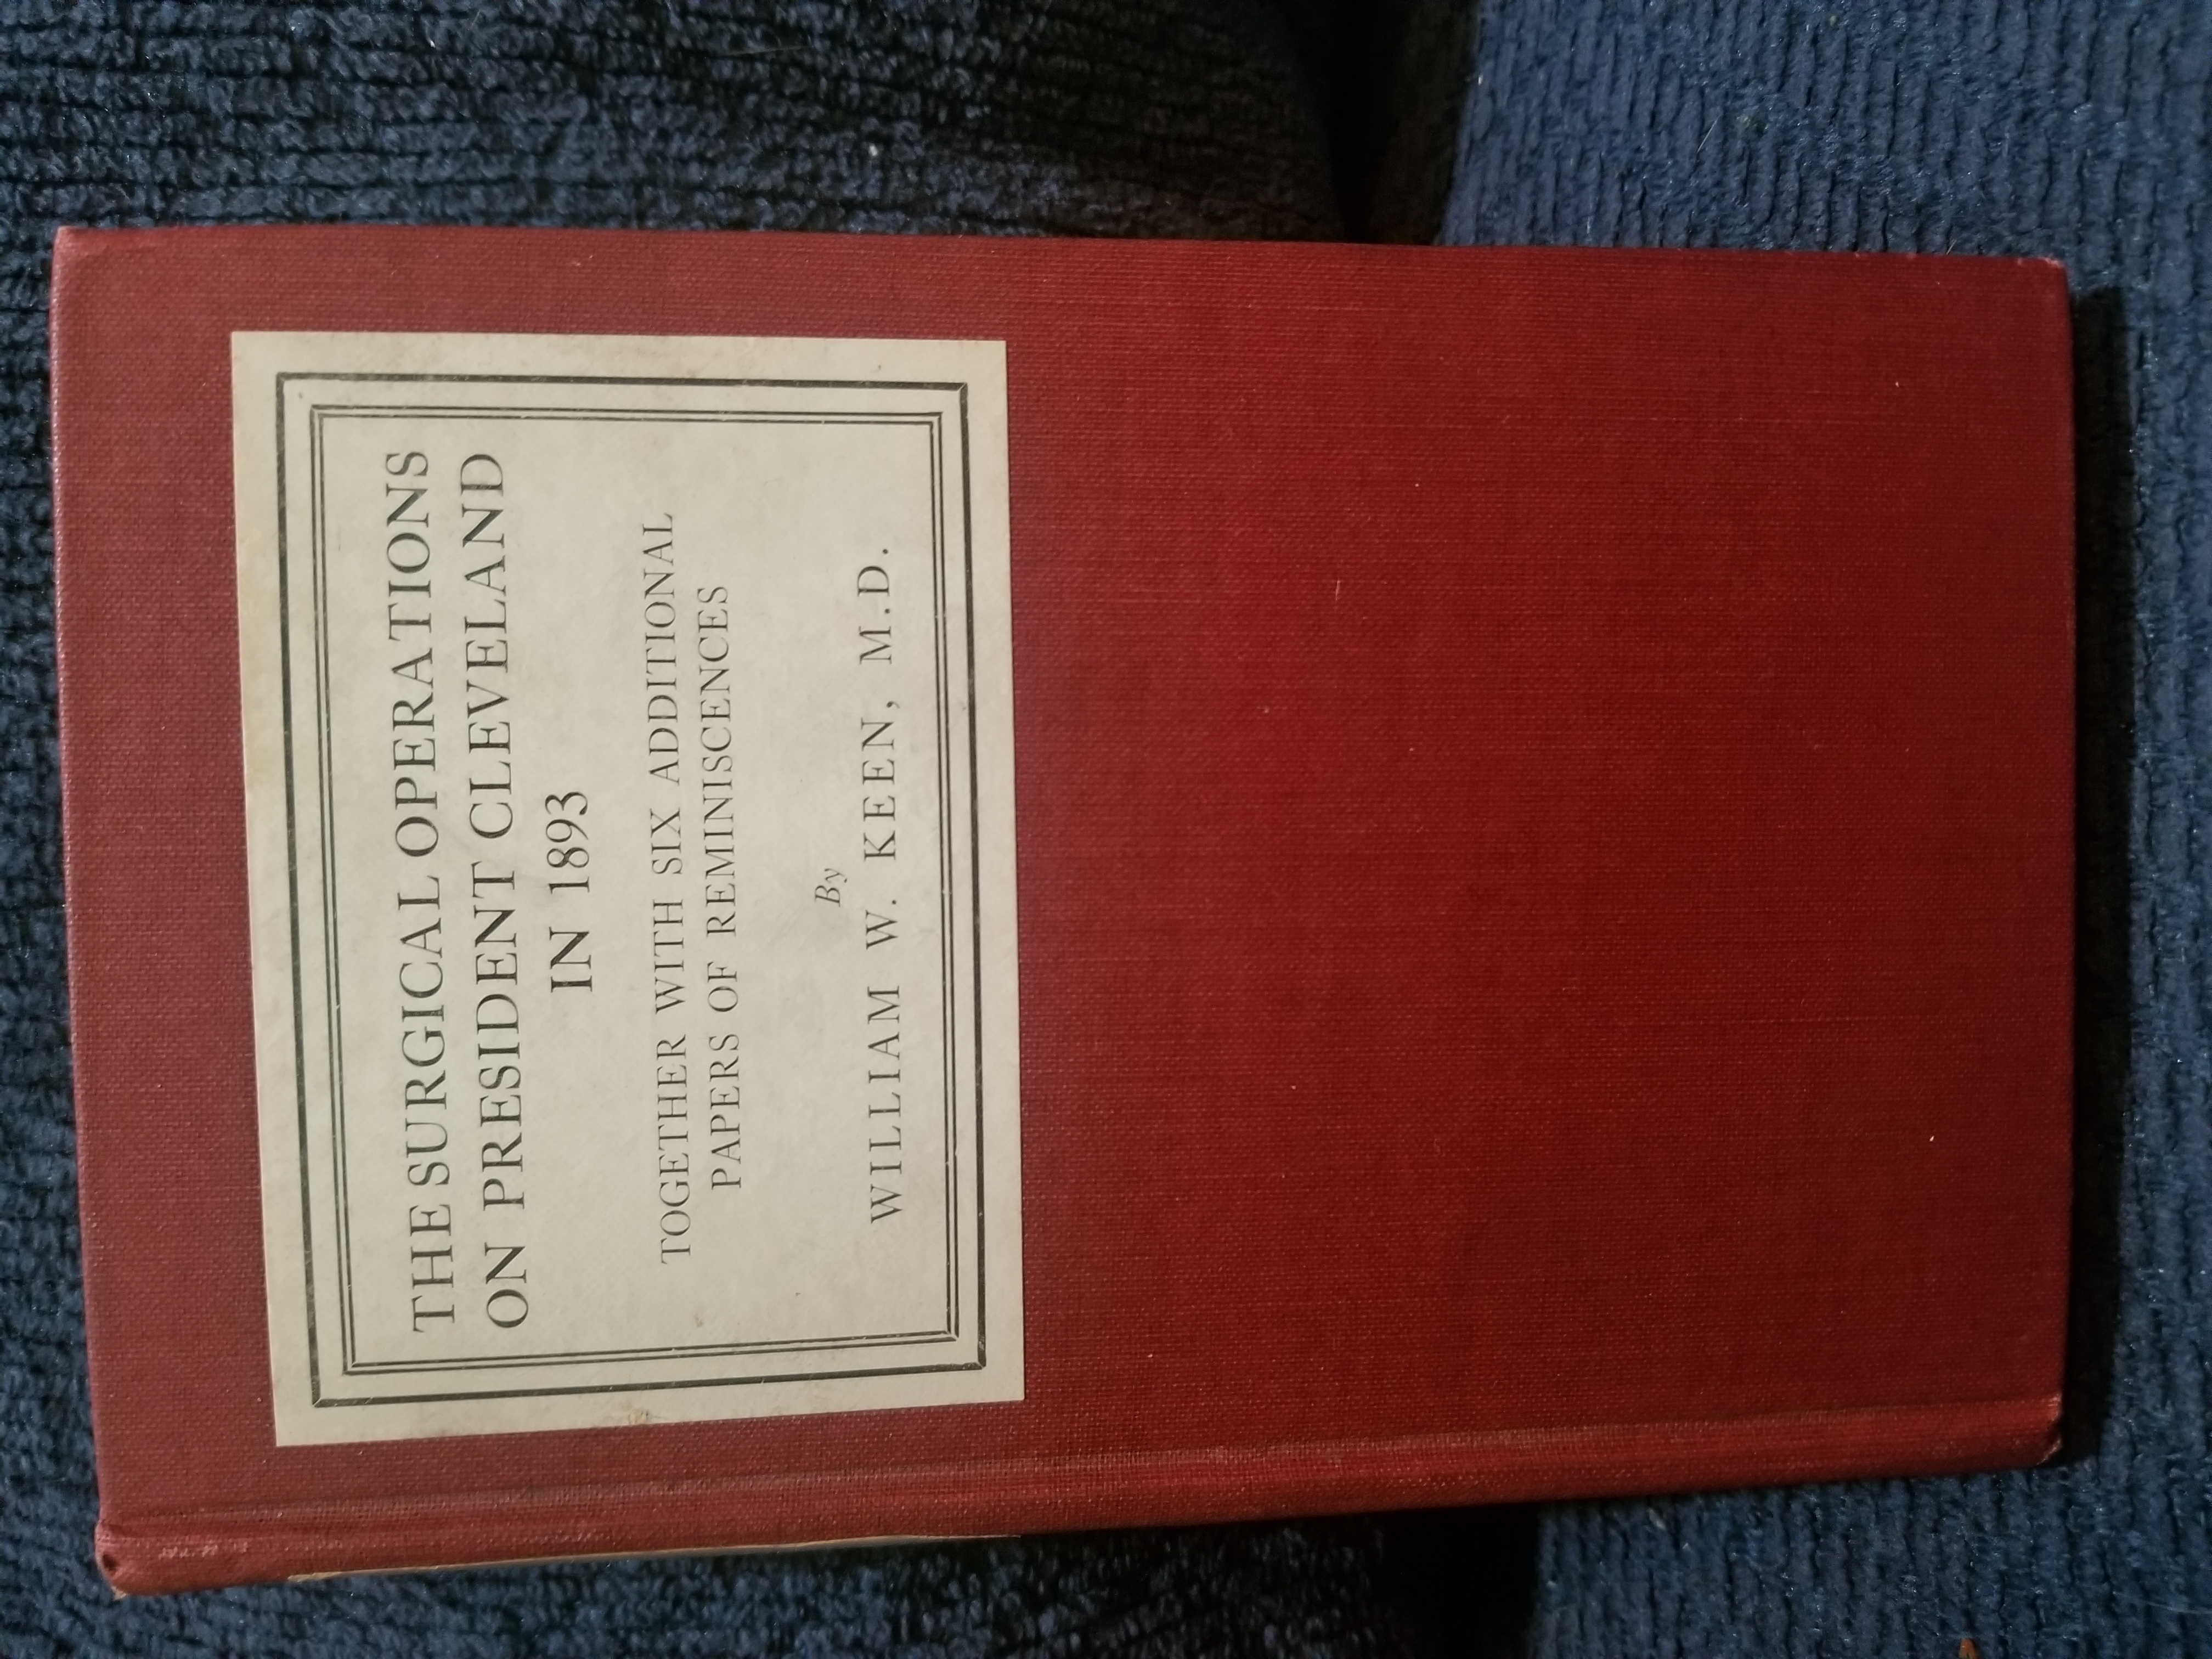 THE SURGICAL OPERATIONS
ON PRESIDENT CLEVELAND
IN 1893
TOGETHER WITH SIX ADDITIONAL
PAPERS OF REMINISCENCES
By
WILLIAM W. KEEN, M.D.